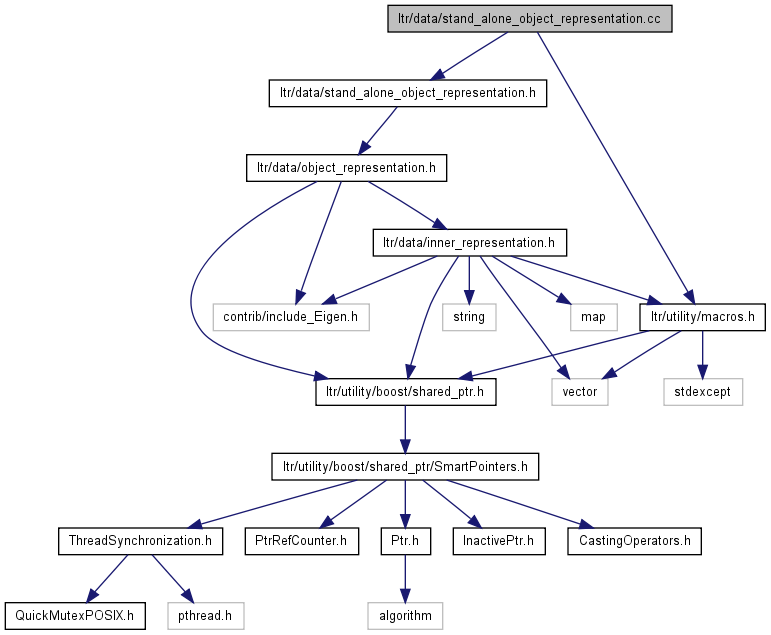 ltr/data/stand_alone_object_representation.cc
ltr/data/stand_alone_object_representation.h
ltr/data/object_representation.h
ltr/data/inner_representation.h
contrib/include_Eigen.h
string
map
ltr/utility/macros.h
ltr/utility/boost/shared_ptr.h
vector
stdexcept
ltr/utility/boost/shared_ptr/SmartPointers.h
ThreadSynchronization.h
PtrRefCounter.h
Ptr.h
InactivePtr.h
CastingOperators.h
QuickMutexPOSIX.h
pthread.h
algorithm